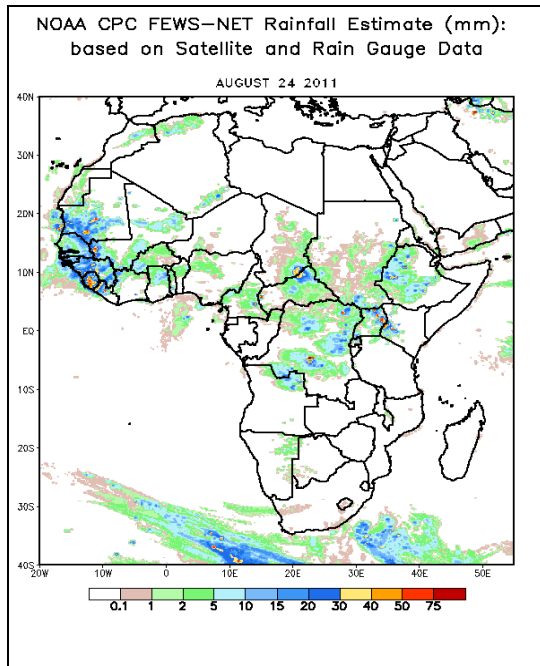 NOAA CPC FEWS-NET Rainfall Estimate (mm):
based on Satellite and Rain Gauge Data
AUGUST 24 2011
40N
30N
20N
10N
EQ
10S
20S
30S
40S
20W 10W 0 10E 20E 30E 40E 50E
0.1 1 2 5 10 15 20 30 40 50 75